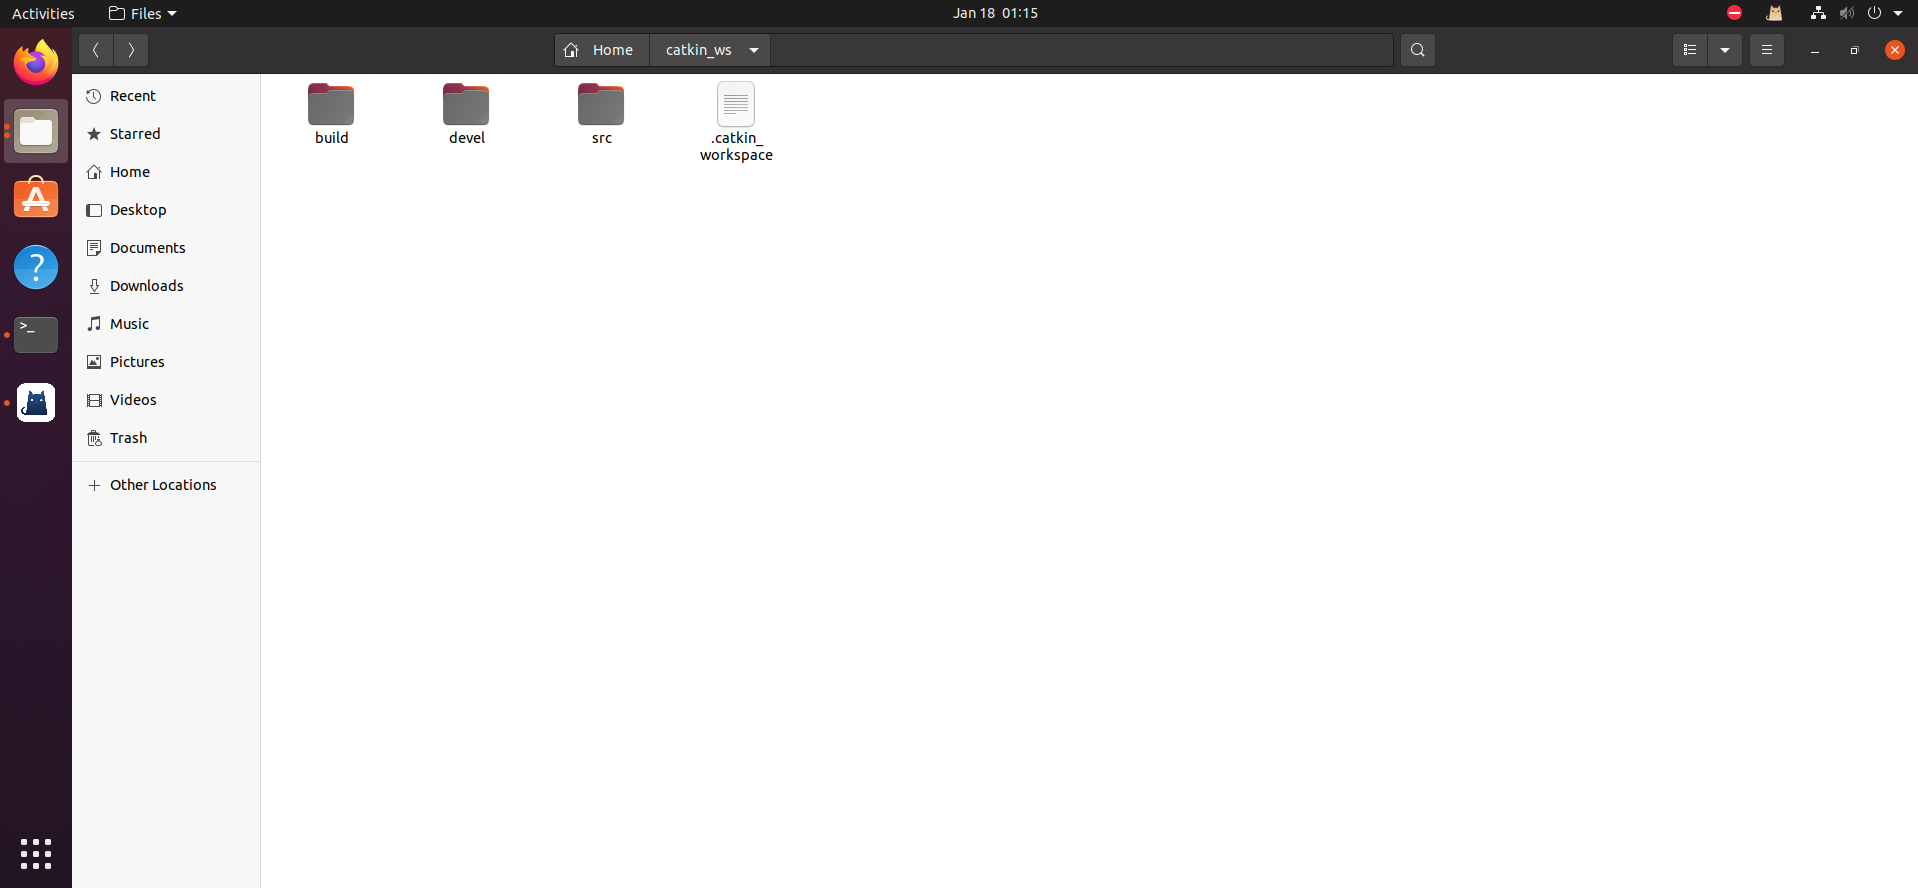 Activities
Files
Jan 18 01:15
Home
catkin_ws
Recent
Starred
Home
Desktop
Documents
Downloads
Music
Pictures
Videos
Trash
Other Locations
build
devel
src
.catkin_
workspace